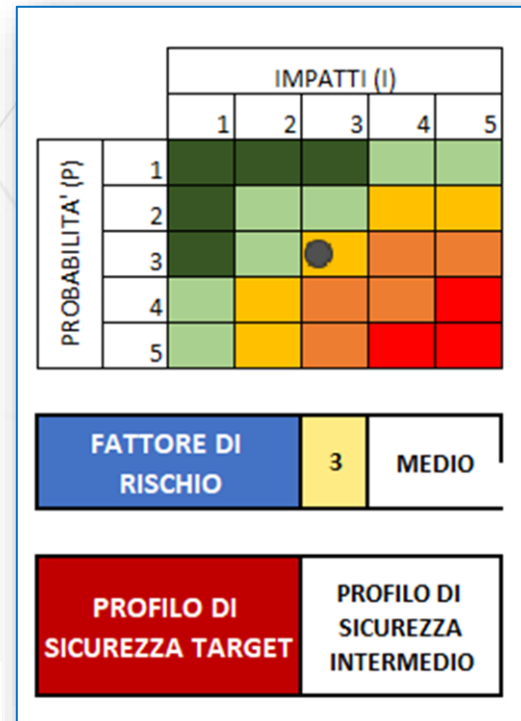 IMPATTI (I)
1 2 3 4 5
PROBABILITA' (P)
1
2
3
4
5
FATTORE DI
RISCHIO
3
MEDIO
PROFILO DI
SICUREZZA TARGET
PROFILO DI
SICUREZZA
INTERMEDIO